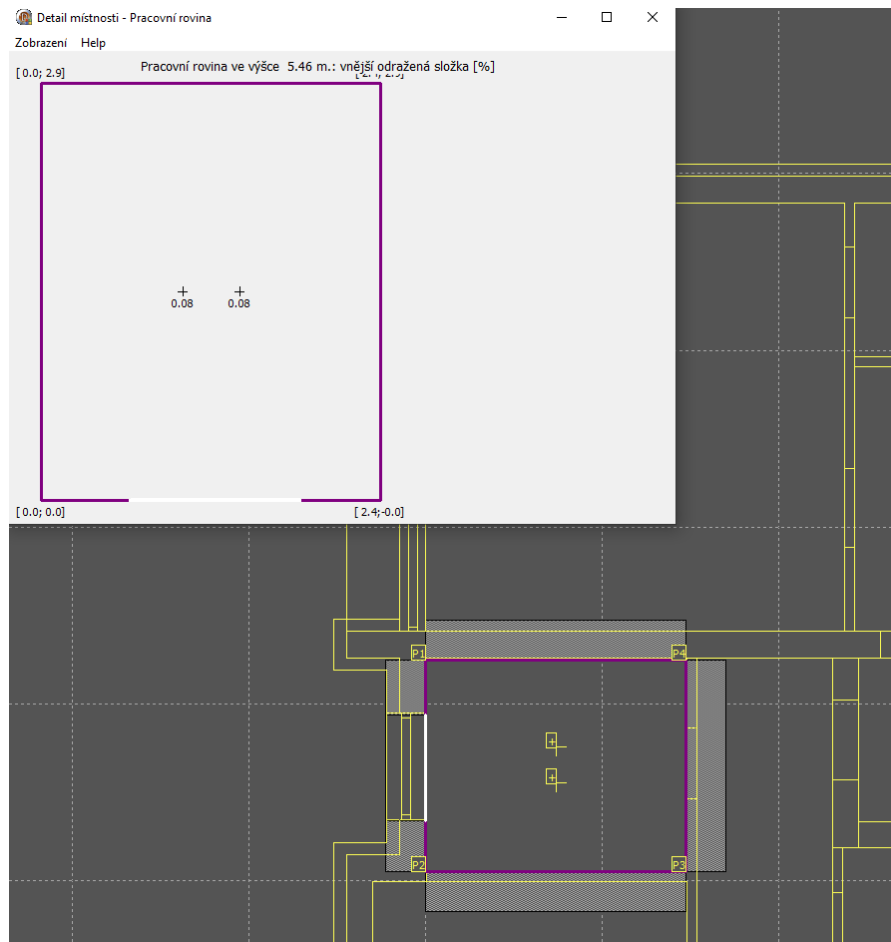 Detail místnosti - Pracovní rovina
Zobrazení Help
Pracovní rovina ve výšce 5.46 m.: vnější odražená složka [%]
[ 0.0; 2.9]
0.08 0.08
[ 0.0; 0.0] [ 2.4;-0.0]
P1 P4
P2 P3